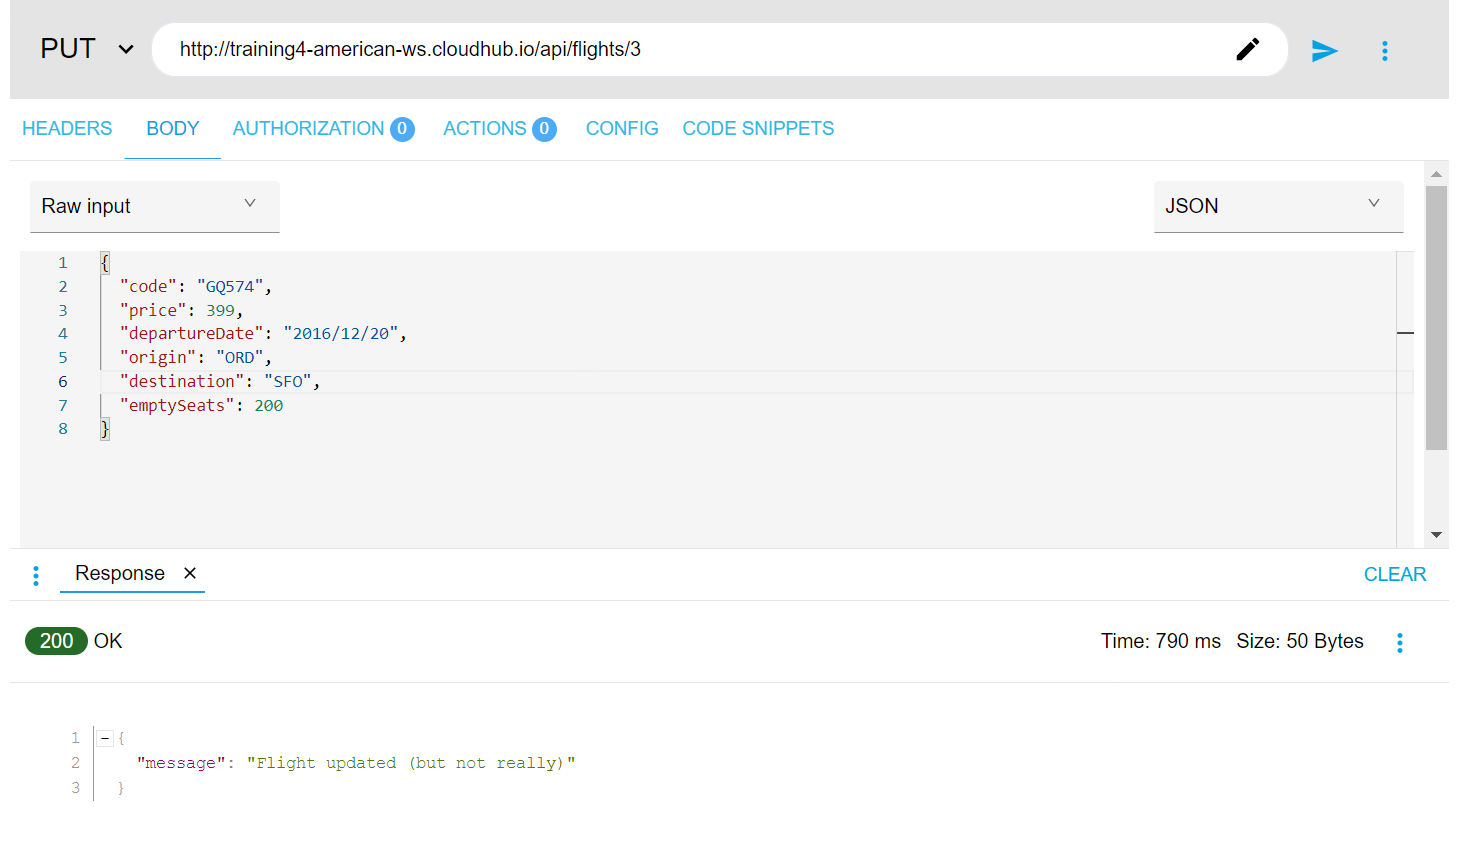 PUT http://training4-american-ws.cloudhub.io/api/flights/3
HEADERS BODY AUTHORIZATION 0 ACTIONS 0 CONFIG CODE SNIPPETS
Raw input JSON
1 {
2 "code": "GQ574",
3 "price": 399,
4 "departureDate": "2016/12/20",
5 "origin": "ORD",
6 "destination": "SFO",
7 "emptySeats": 200
8 }
Response × CLEAR
200 OK Time: 790 ms Size: 50 Bytes
1 {
2 "message": "Flight updated (but not really)"
3 }